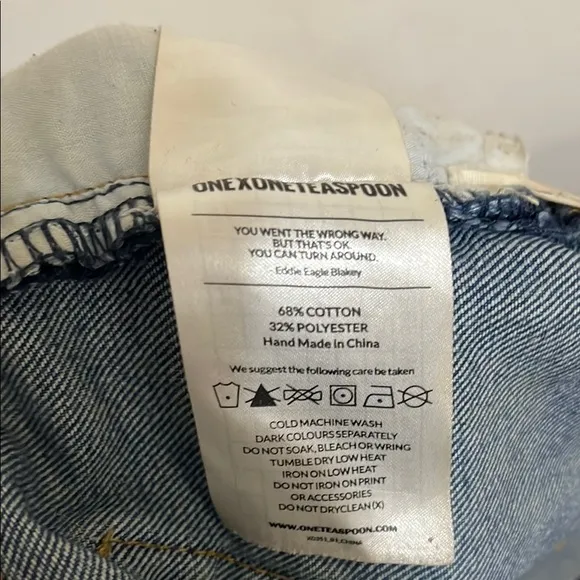 ONEXONETEASPOON
YOU WENT THE WRONG WAY.
BUT THAT'S OK.
YOU CAN TURN AROUND.
Eddie Eagle Blakey
68% COTTON
32% POLYESTER
Hand Made in China
We suggest the following care be taken
COLD MACHINE WASH
DARK COLOURS SEPARATELY
DO NOT SOAK, BLEACH OR WRING
TUMBLE DRY LOW HEAT
IRON ON LOW HEAT
DO NOT IRON ON PRINT
OR ACCESSORIES
DO NOT DRYCLEAN (X)
WWW.ONETEASPOON.COM